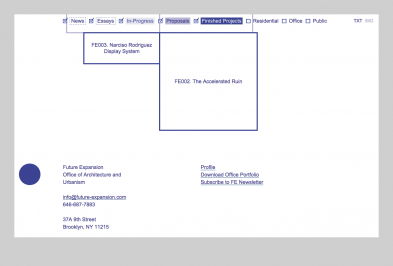 News Essays In-Progress Proposals Finished Projects Residential Office Public TXT IMG
FE003. Narciso Rodriguez
Display System
FE002. The Accelerated Ruin
Future Expansion
Office of Architecture and
Urbanism
info@future-expansion.com
646-687-7983
37A 9th Street
Brooklyn, NY 11215
Profile
Download Office Portfolio
Subscribe to FE Newsletter